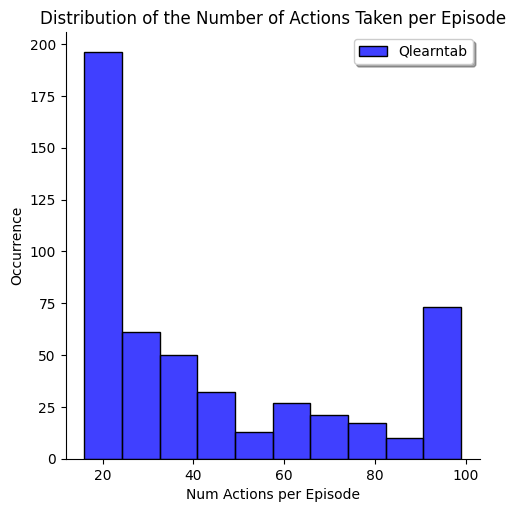 Distribution of the Number of Actions Taken per Episode
Qlearntab
200
175
150
125
100
75
50
25
0
Occurrence
20 40 60 80 100
Num Actions per Episode